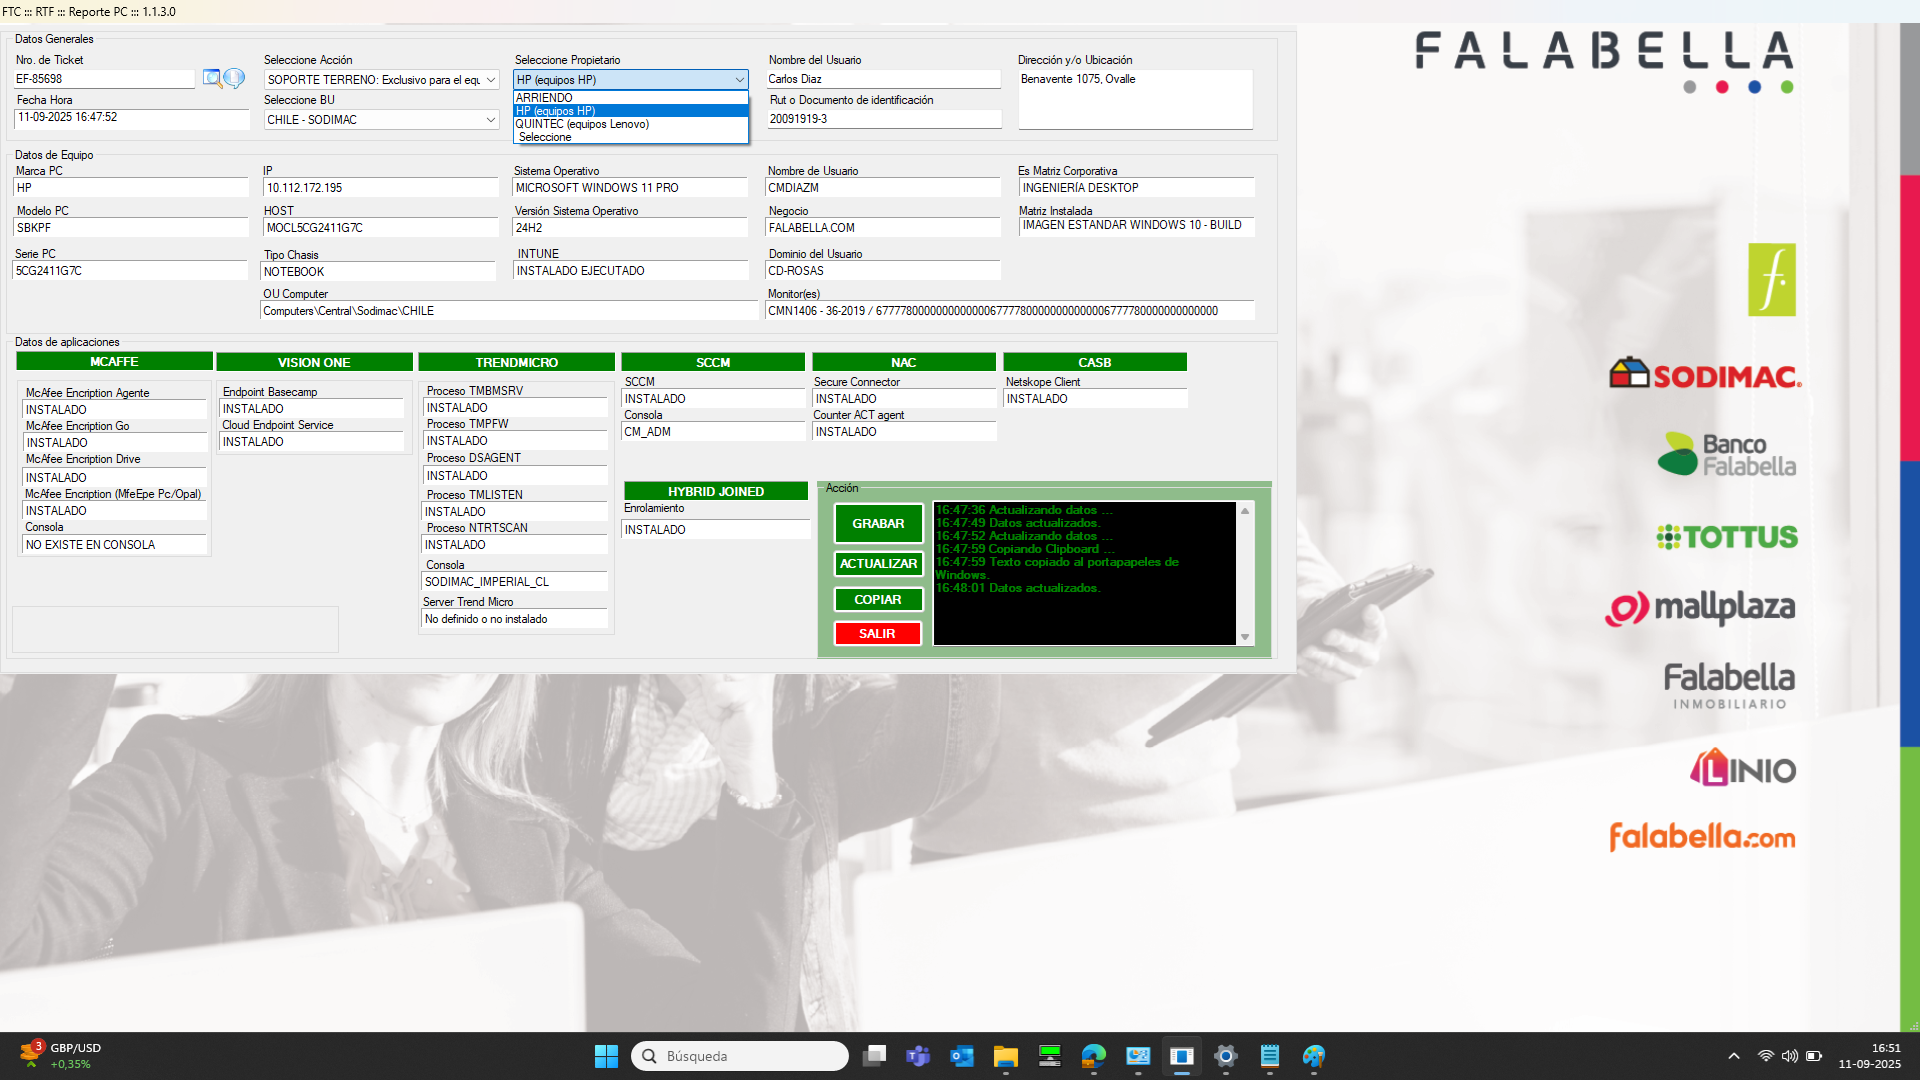 FTC ::: RTF ::: Reporte PC ::: 1.1.3.0
Datos Generales
Nro. de Ticket
EF-85698
Fecha Hora
11-09-2025 16:47:52
Seleccione Acción
SOPORTE TERRENO: Exclusivo para el equ
Seleccione BU
CHILE - SODIMAC
Seleccione Propietario
HP (equipos HP)
ARRIENDO
HP (equipos HP)
QUINTEC (equipos Lenovo)
Seleccione
Nombre del Usuario
Carlos Diaz
Rut o Documento de identificación
20091919-3
Dirección y/o Ubicación
Benavente 1075, Ovalle
Datos de Equipo
Marca PC
HP
Modelo PC
SBKPF
Serie PC
5CG2411G7C
IP
10.112.172.195
HOST
MOCL5CG2411G7C
Tipo Chasis
NOTEBOOK
OU Computer
Computers\Central\Sodimac\CHILE
Sistema Operativo
MICROSOFT WINDOWS 11 PRO
Versión Sistema Operativo
24H2
INTUNE
INSTALADO EJECUTADO
Nombre de Usuario
CMDIAZM
Negocio
FALABELLA.COM
Dominio del Usuario
CD-ROSAS
Monitor(es)
CMN1406 - 36-2019 / 6777780000000000000677778000000000000067777800000000000000
Es Matriz Corporativa
INGENIERÍA DESKTOP
Matriz Instalada
IMAGEN ESTANDAR WINDOWS 10 - BUILD
Datos de aplicaciones
MCAFFE
McAfee Encription Agente
INSTALADO
McAfee Encription Go
INSTALADO
McAfee Encription Drive
INSTALADO
McAfee Encription (MfeEpe Pc/Opal)
INSTALADO
Consola
NO EXISTE EN CONSOLA
VISION ONE
Endpoint Basecamp
INSTALADO
Cloud Endpoint Service
INSTALADO
TRENDMICRO
Proceso TMBMSRV
INSTALADO
Proceso TMPFW
INSTALADO
Proceso DSAGENT
INSTALADO
Proceso TMLISTEN
INSTALADO
Proceso NTRTSCAN
INSTALADO
Consola
SODIMAC_IMPERIAL_CL
Server Trend Micro
No definido o no instalado
SCCM
SCCM
INSTALADO
Consola
CM_ADM
NAC
Secure Connector
INSTALADO
Counter ACT agent
INSTALADO
CASB
Netskope Client
INSTALADO
HYBRID JOINED
Enrolamiento
INSTALADO
Acción
GRABAR
ACTUALIZAR
COPIAR
SALIR
16:47:36 Actualizando datos ...
16:47:49 Datos actualizados.
16:47:52 Actualizando datos ...
16:47:59 Copiando Clipboard ...
16:47:59 Texto copiado al portapapeles de
Windows.
16:48:01 Datos actualizados.
FALABELLA
f.
SODIMAC.
Banco
Falabella
TOTTUS
mallplaza
Falabella
INMOBILIARIO
LINIO
falabella.com
3
GBP/USD
+0,35%
Búsqueda
16:51
11-09-2025